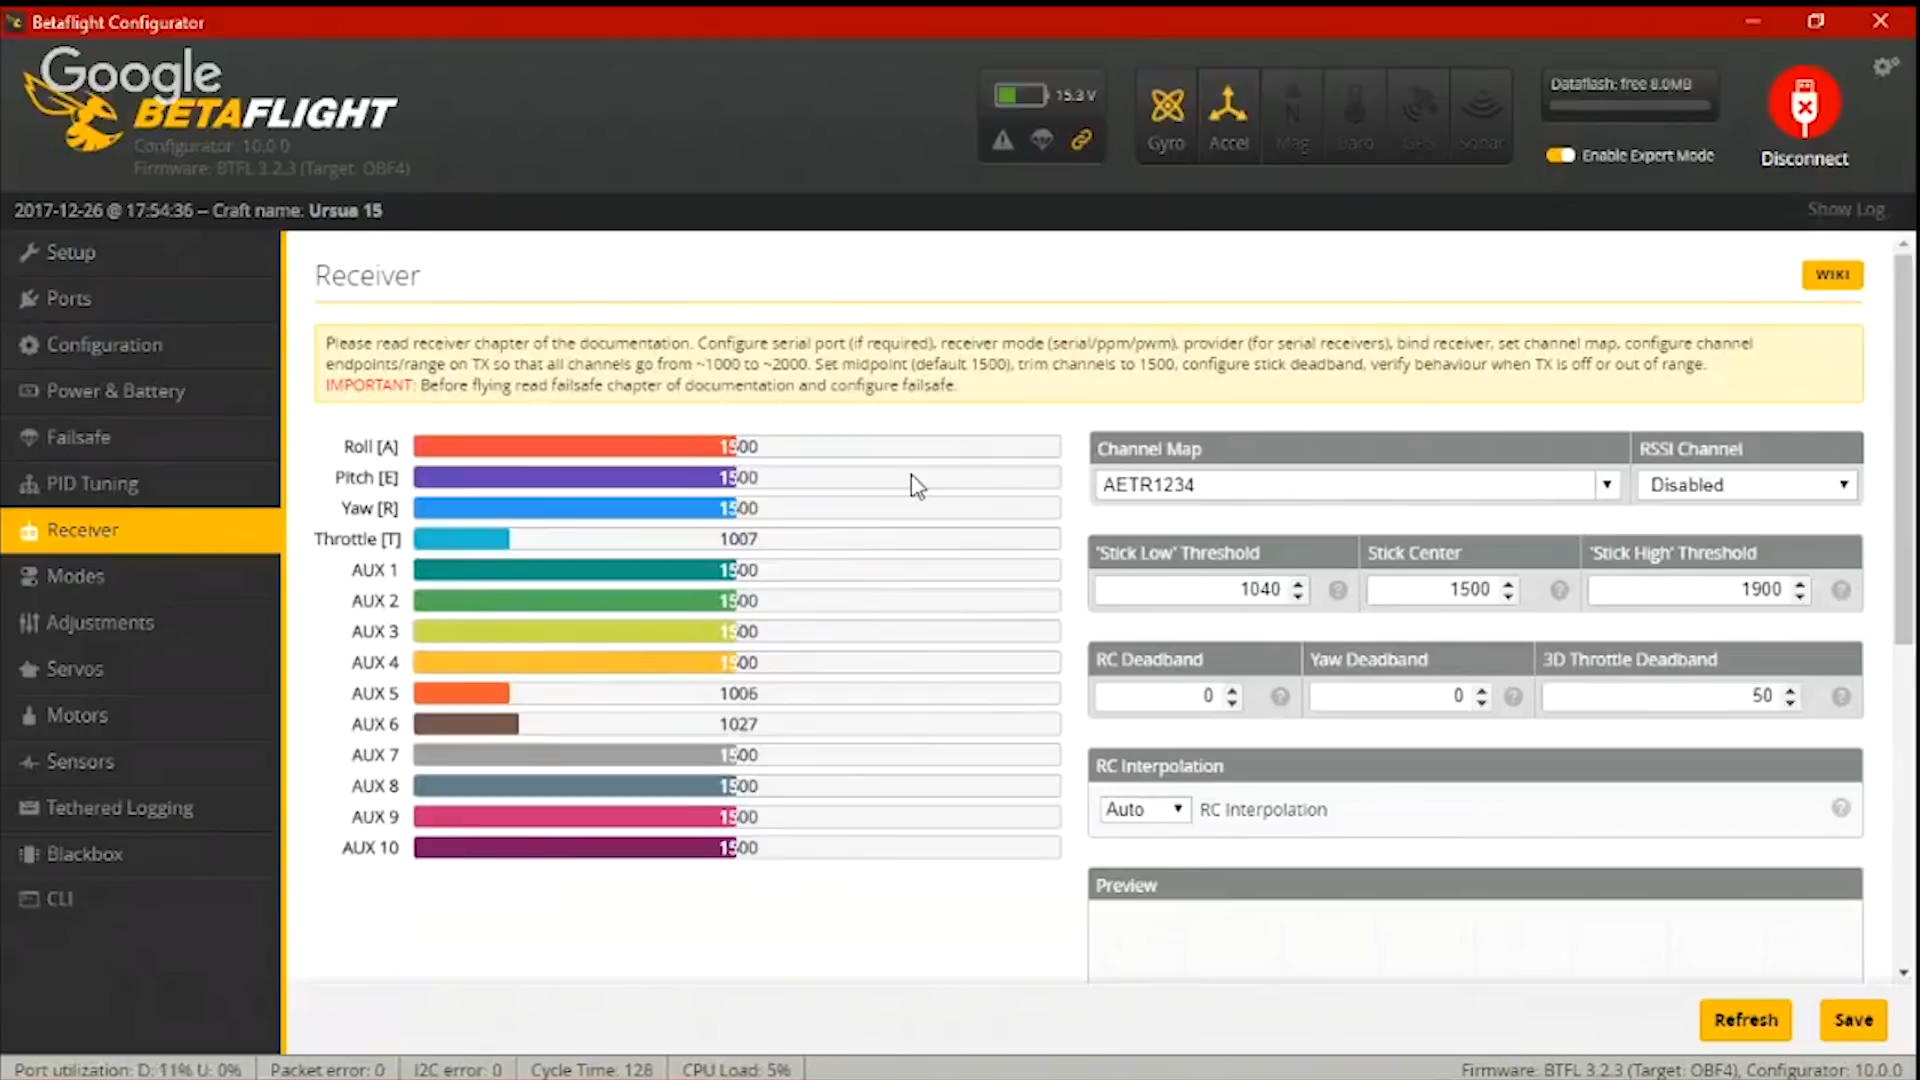 Betaflight Configurator
Google
BETAFLIGHT
Configurator: 10.0.0
Firmware: BTFL 3.2.3 (Target: OBF4)
15.3 V
Gyro
Accel
Mag
Baro
GPS
Sonar
Dataflash: free 8.0MB
Enable Expert Mode
Disconnect
2017-12-26 @ 17:54:36 -- Craft name: Ursua 15
Show Log
Setup
Ports
Configuration
Power & Battery
Failsafe
PID Tuning
Receiver
Modes
Adjustments
Servos
Motors
Sensors
Tethered Logging
Blackbox
CLI
Receiver
WIKI
Please read receiver chapter of the documentation. Configure serial port (if required), receiver mode (serial/ppm/pwm), provider (for serial receivers), bind receiver, set channel map, configure channel
endpoints/range on TX so that all channels go from ~1000 to ~2000. Set midpoint (default 1500), trim channels to 1500, configure stick deadband, verify behaviour when TX is off or out of range.
IMPORTANT: Before flying read failsafe chapter of documentation and configure failsafe.
Roll [A] 1500
Pitch [E] 1500
Yaw [R] 1500
Throttle [T] 1007
AUX 1 1500
AUX 2 1500
AUX 3 1500
AUX 4 1500
AUX 5 1006
AUX 6 1027
AUX 7 1500
AUX 8 1500
AUX 9 1500
AUX 10 1500
Channel Map RSSI Channel
AETR1234 Disabled
'Stick Low' Threshold Stick Center 'Stick High' Threshold
1040 1500 1900
RC Deadband Yaw Deadband 3D Throttle Deadband
0 0 50
RC Interpolation
Auto RC Interpolation
Preview
Refresh Save
Port utilization: D: 11% U: 0% Packet error: 0 I2C error: 0 Cycle Time: 128 CPU Load: 5% Firmware: BTFL 3.2.3 (Target: OBF4), Configurator: 10.0.0